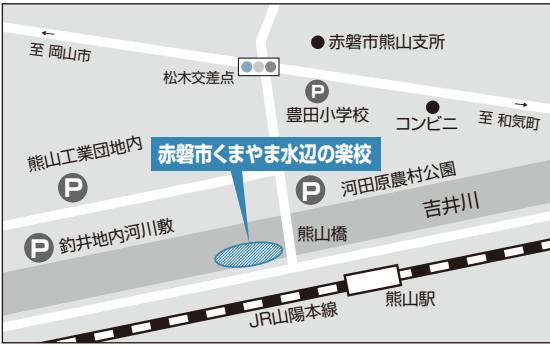 ←
至 岡山市
赤磐市熊山支所
松木交差点
P
豊田小学校
コンビニ
→
至 和気町
熊山工業団地内
P
赤磐市くまやま水辺の楽校
P
河田原農村公園
吉井川
P
釣井地内河川敷
熊山橋
熊山駅
JR山陽本線